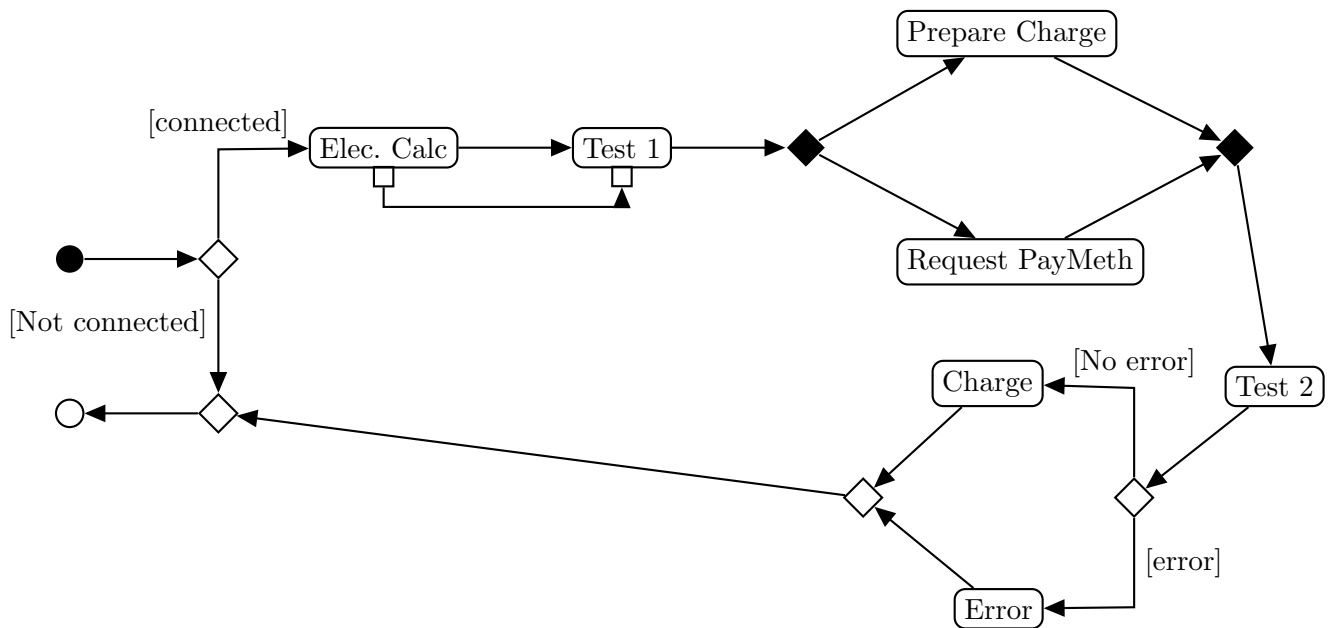 Prepare Charge
[connected]
Elec. Calc
Test 1
Request PayMeth
[Not connected]
[No error]
Charge
Test 2
[error]
Error